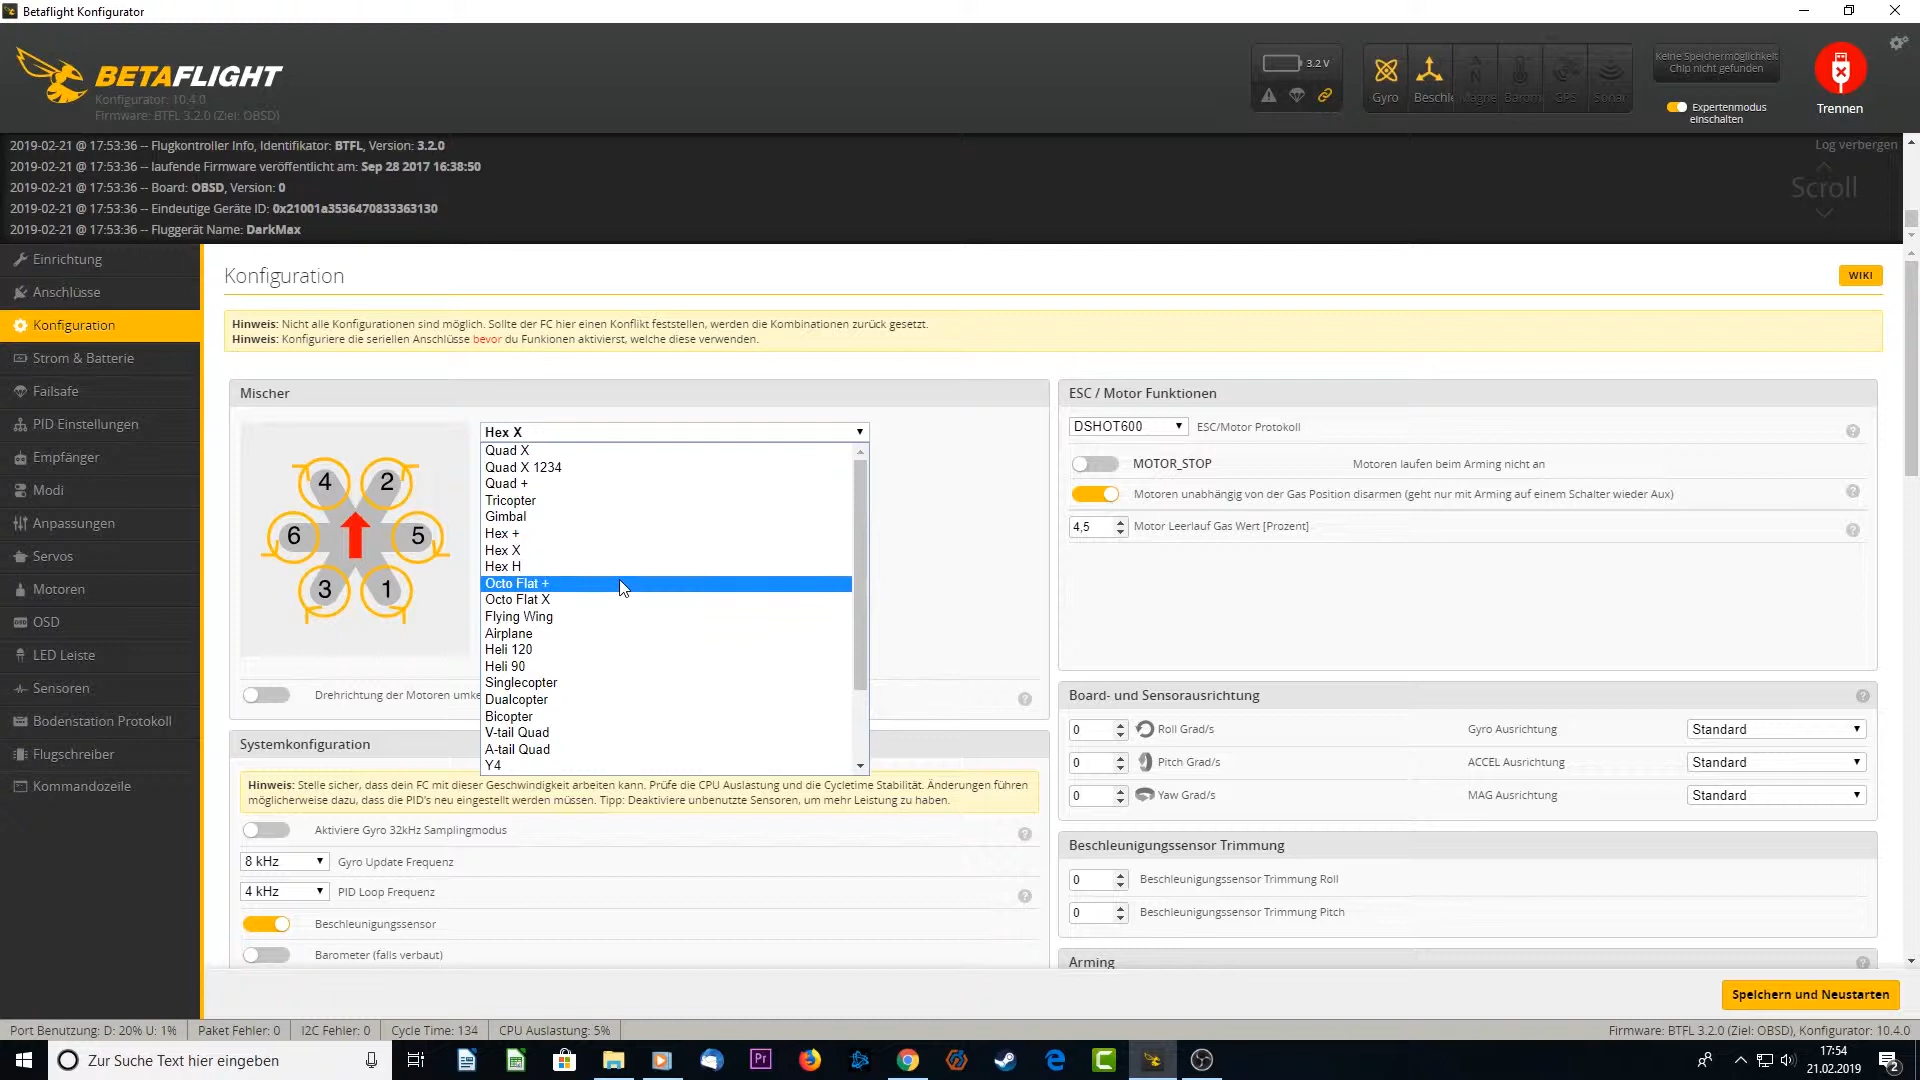 Betaflight Konfigurator
BETAFLIGHT
Konfigurator: 10.4.0
Firmware: BTFL 3.2.0 (Ziel: OBSD)
3.2 V
Gyro
Beschle
Magne
Barom
GPS
Sonar
Keine Speichermöglichkeit
Chip nicht gefunden
Expertenmodus
einschalten
Trennen
2019-02-21 @ 17:53:36 -- Flugkontroller Info, Identifikator: BTFL, Version: 3.2.0
2019-02-21 @ 17:53:36 -- laufende Firmware veröffentlicht am: Sep 28 2017 16:38:50
2019-02-21 @ 17:53:36 -- Board: OBSD, Version: 0
2019-02-21 @ 17:53:36 -- Eindeutige Geräte ID: 0x21001a3536470833363130
2019-02-21 @ 17:53:36 -- Fluggerät Name: DarkMax
Log verbergen
Scroll
Einrichtung
Anschlüsse
Konfiguration
Strom & Batterie
Failsafe
PID Einstellungen
Empfänger
Modi
Anpassungen
Servos
Motoren
OSD
LED Leiste
Sensoren
Bodenstation Protokoll
Flugschreiber
Kommandozeile
Konfiguration
WIKI
Hinweis: Nicht alle Konfigurationen sind möglich. Sollte der FC hier einen Konflikt feststellen, werden die Kombinationen zurück gesetzt.
Hinweis: Konfiguriere die seriellen Anschlüsse bevor du Funkionen aktivierst, welche diese verwenden.
Mischer
4 2
6 5
3 1
Hex X
Quad X
Quad X 1234
Quad +
Tricopter
Gimbal
Hex +
Hex X
Hex H
Octo Flat +
Octo Flat X
Flying Wing
Airplane
Heli 120
Heli 90
Singlecopter
Dualcopter
Bicopter
V-tail Quad
A-tail Quad
Y4
Drehrichtung der Motoren umke
Systemkonfiguration
Hinweis: Stelle sicher, dass dein FC mit dieser Geschwindigkeit arbeiten kann. Prüfe die CPU Auslastung und die Cycletime Stabilität. Änderungen führen
möglicherweise dazu, dass die PID's neu eingestellt werden müssen. Tipp: Deaktiviere unbenutzte Sensoren, um mehr Leistung zu haben.
Aktiviere Gyro 32kHz Samplingmodus
8 kHz Gyro Update Frequenz
4 kHz PID Loop Frequenz
Beschleunigungssensor
Barometer (falls verbaut)
ESC / Motor Funktionen
DSHOT600 ESC/Motor Protokoll
MOTOR_STOP Motoren laufen beim Arming nicht an
Motoren unabhängig von der Gas Position disarmen (geht nur mit Arming auf einem Schalter wieder Aux)
4,5 Motor Leerlauf Gas Wert [Prozent]
Board- und Sensorausrichtung
0 Roll Grad/s Gyro Ausrichtung Standard
0 Pitch Grad/s ACCEL Ausrichtung Standard
0 Yaw Grad/s MAG Ausrichtung Standard
Beschleunigungssensor Trimmung
0 Beschleunigungssensor Trimmung Roll
0 Beschleunigungssensor Trimmung Pitch
Arming
Speichern und Neustarten
Port Benutzung: D: 20% U: 1% Paket Fehler: 0 I2C Fehler: 0 Cycle Time: 134 CPU Auslastung: 5% Firmware: BTFL 3.2.0 (Ziel: OBSD), Konfigurator: 10.4.0
Zur Suche Text hier eingeben
Pr
17:54
21.02.2019
2